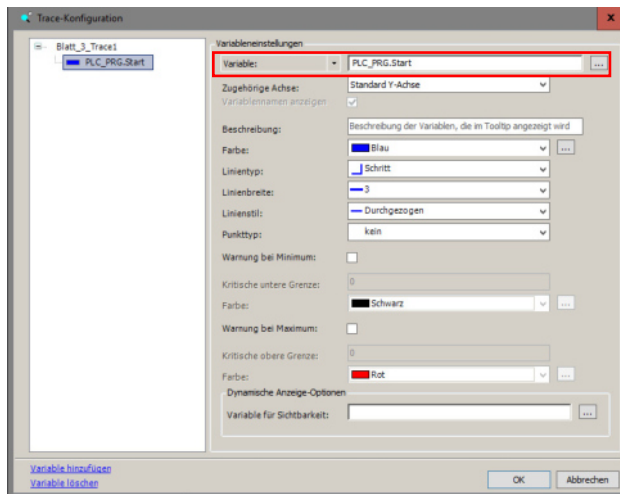 Trace-Konfiguration
x
Blatt_3_Trace1
PLC_PRG.Start
Variableneinstellungen
Variable: PLC_PRG.Start ...
Zugehörige Achse: Standard Y-Achse
Variablennamen anzeigen
Beschreibung: Beschreibung der Variablen, die im Tooltip angezeigt wird
Farbe: Blau ...
Linientyp: Schritt
Linienbreite: 3
Linienstil: Durchgezogen
Punkttyp: kein
Warnung bei Minimum:
Kritische untere Grenze: 0
Farbe: Schwarz ...
Warnung bei Maximum:
Kritische obere Grenze: 0
Farbe: Rot ...
Dynamische Anzeige-Optionen
Variable für Sichtbarkeit: ...
Variable hinzufügen
Variable löschen
OK Abbrechen